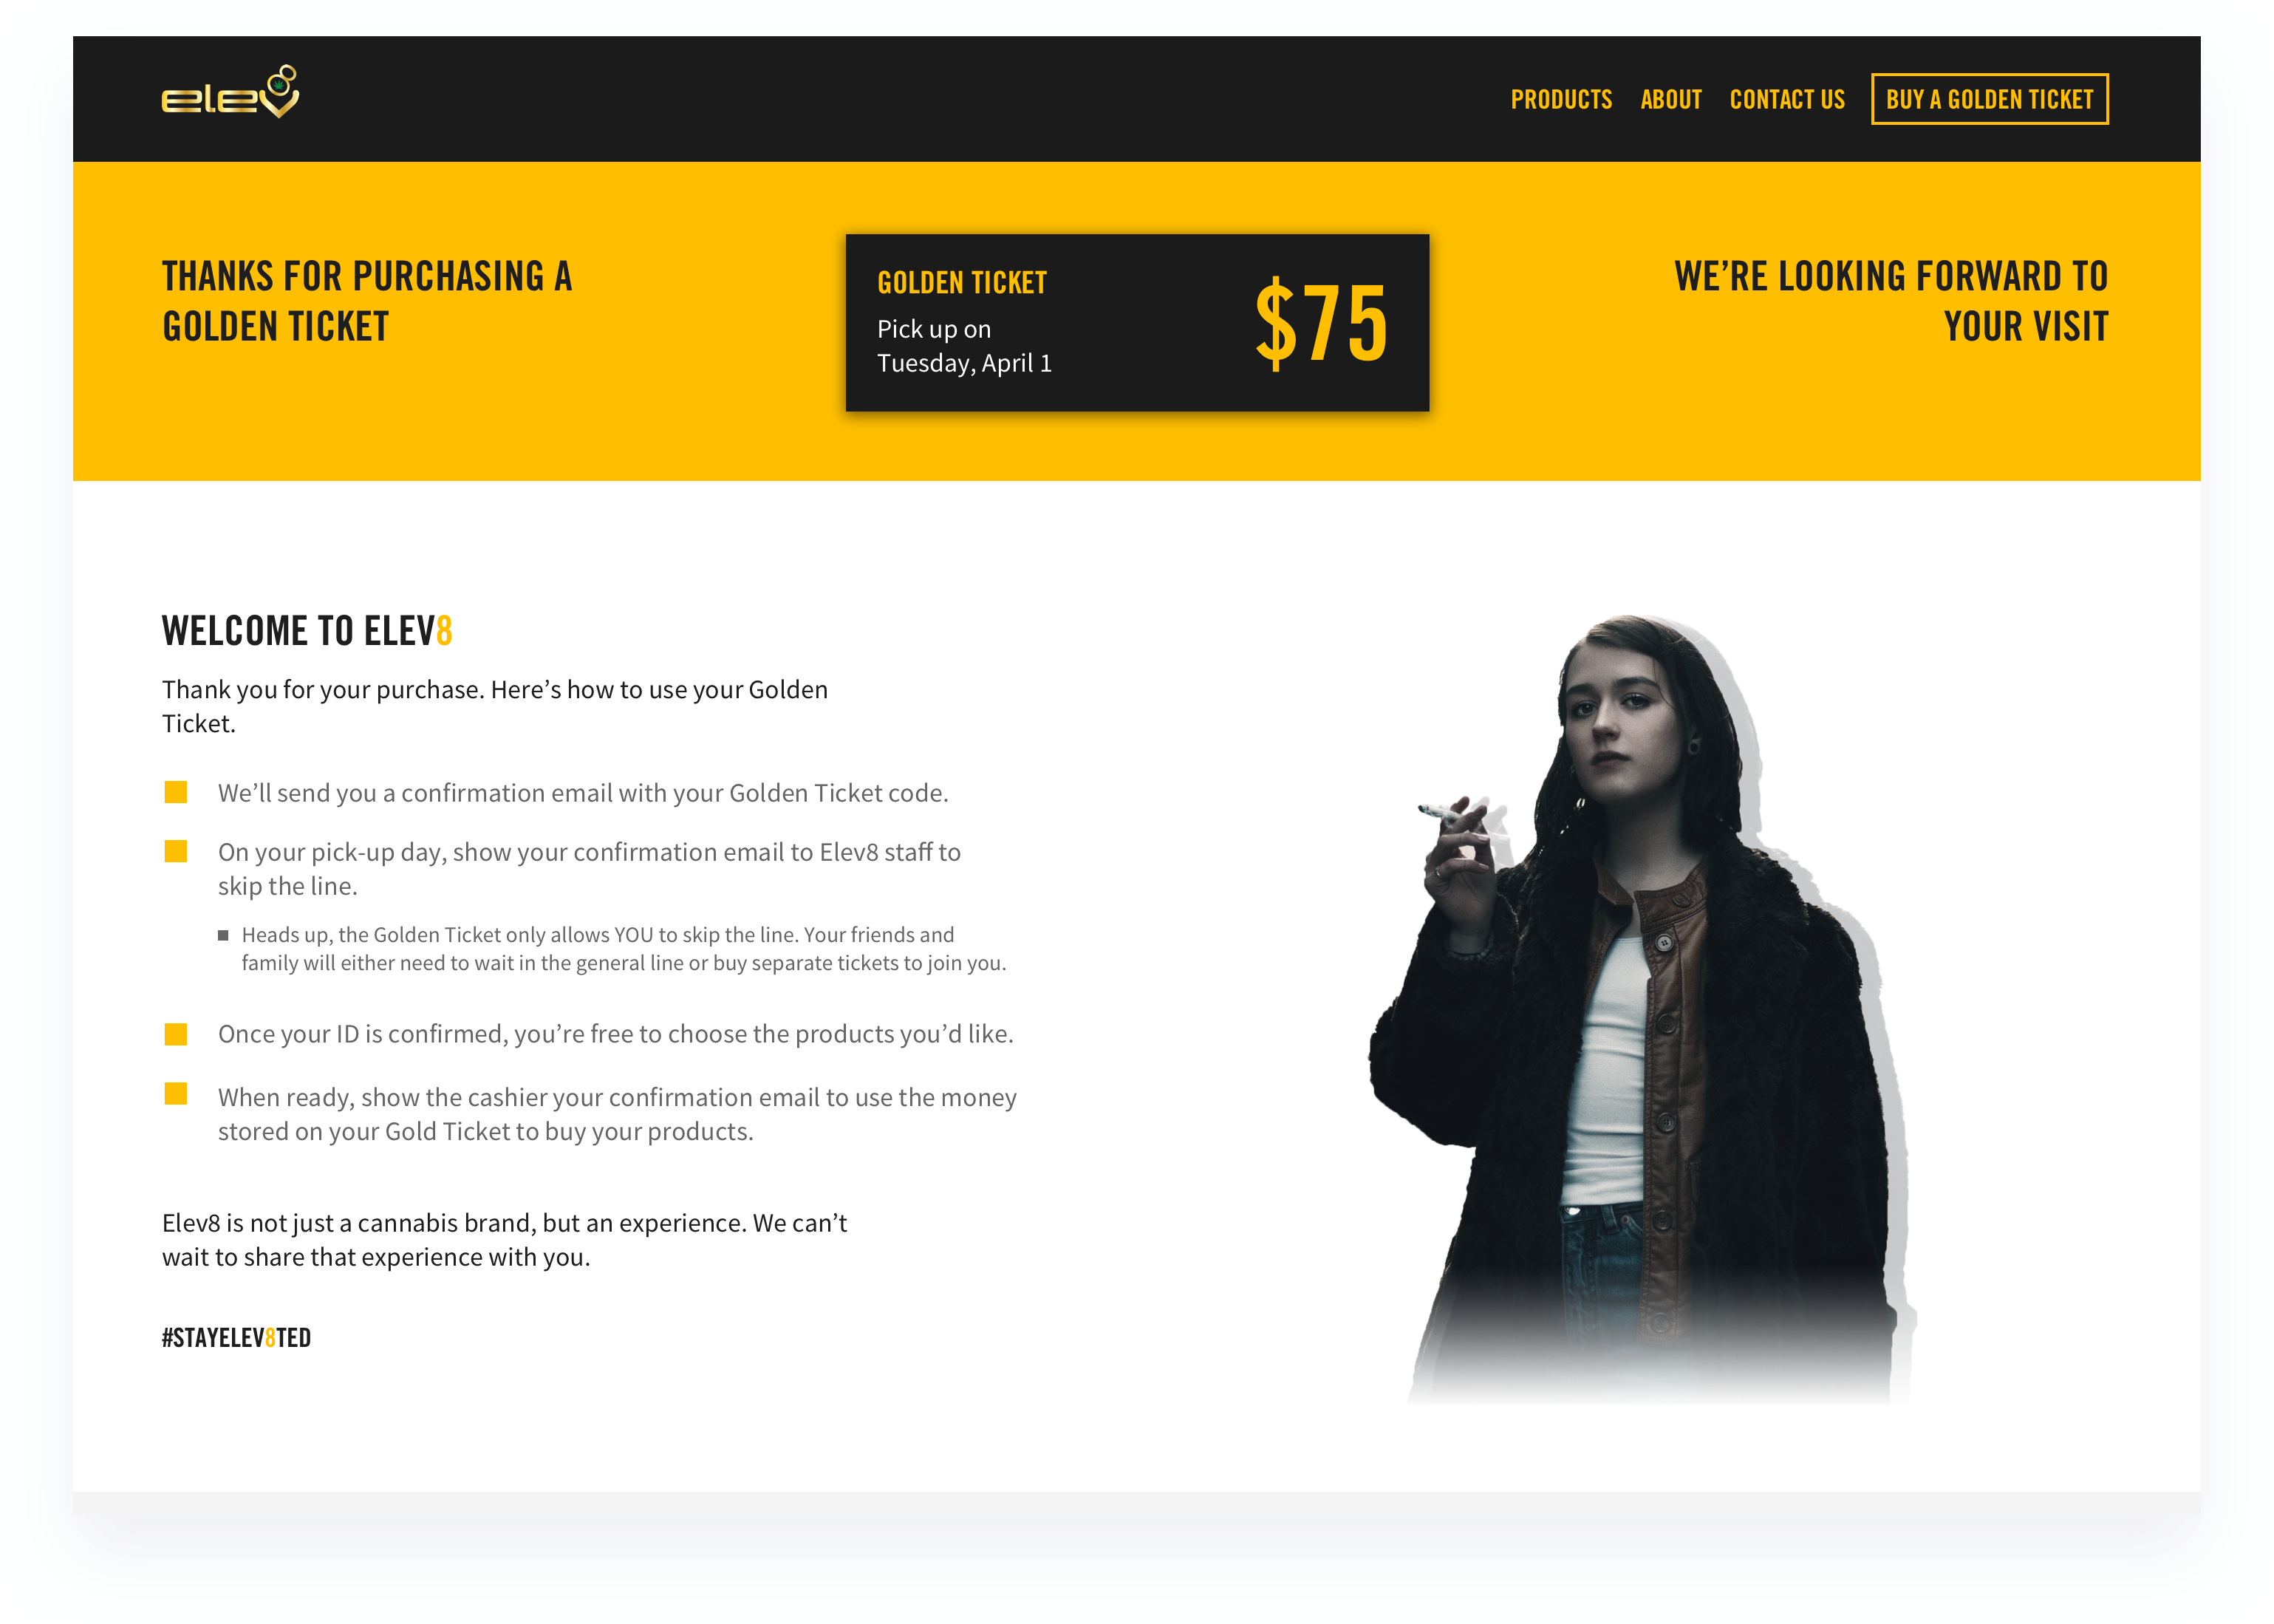 elev8
PRODUCTS
ABOUT
CONTACT US
BUY A GOLDEN TICKET
THANKS FOR PURCHASING A
GOLDEN TICKET
GOLDEN TICKET
Pick up on
Tuesday, April 1
$75
WE’RE LOOKING FORWARD TO
YOUR VISIT
WELCOME TO ELEV8
Thank you for your purchase. Here’s how to use your Golden
Ticket.
We’ll send you a confirmation email with your Golden Ticket code.
On your pick-up day, show your confirmation email to Elev8 staff to
skip the line.
Heads up, the Golden Ticket only allows YOU to skip the line. Your friends and
family will either need to wait in the general line or buy separate tickets to join you.
Once your ID is confirmed, you’re free to choose the products you’d like.
When ready, show the cashier your confirmation email to use the money
stored on your Gold Ticket to buy your products.
Elev8 is not just a cannabis brand, but an experience. We can’t
wait to share that experience with you.
#STAYELEV8TED